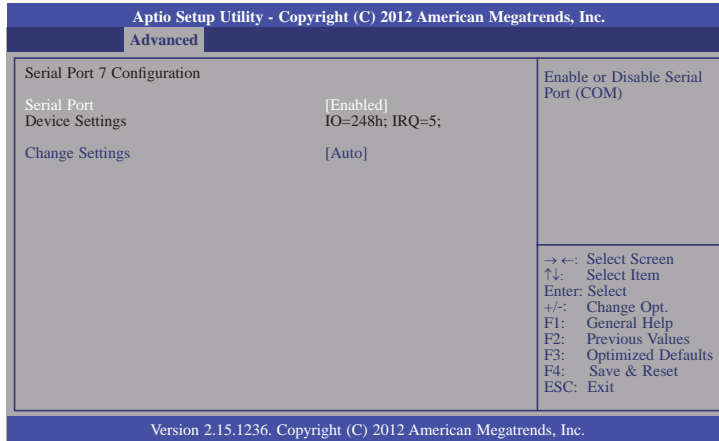 Aptio Setup Utility - Copyright (C) 2012 American Megatrends, Inc.
Advanced
Serial Port 7 Configuration
Serial Port [Enabled]
Device Settings IO=248h; IRQ=5;
Change Settings [Auto]
Enable or Disable Serial
Port (COM)
→ ←: Select Screen
↑↓: Select Item
Enter: Select
+/-: Change Opt.
F1: General Help
F2: Previous Values
F3: Optimized Defaults
F4: Save & Reset
ESC: Exit
Version 2.15.1236. Copyright (C) 2012 American Megatrends, Inc.